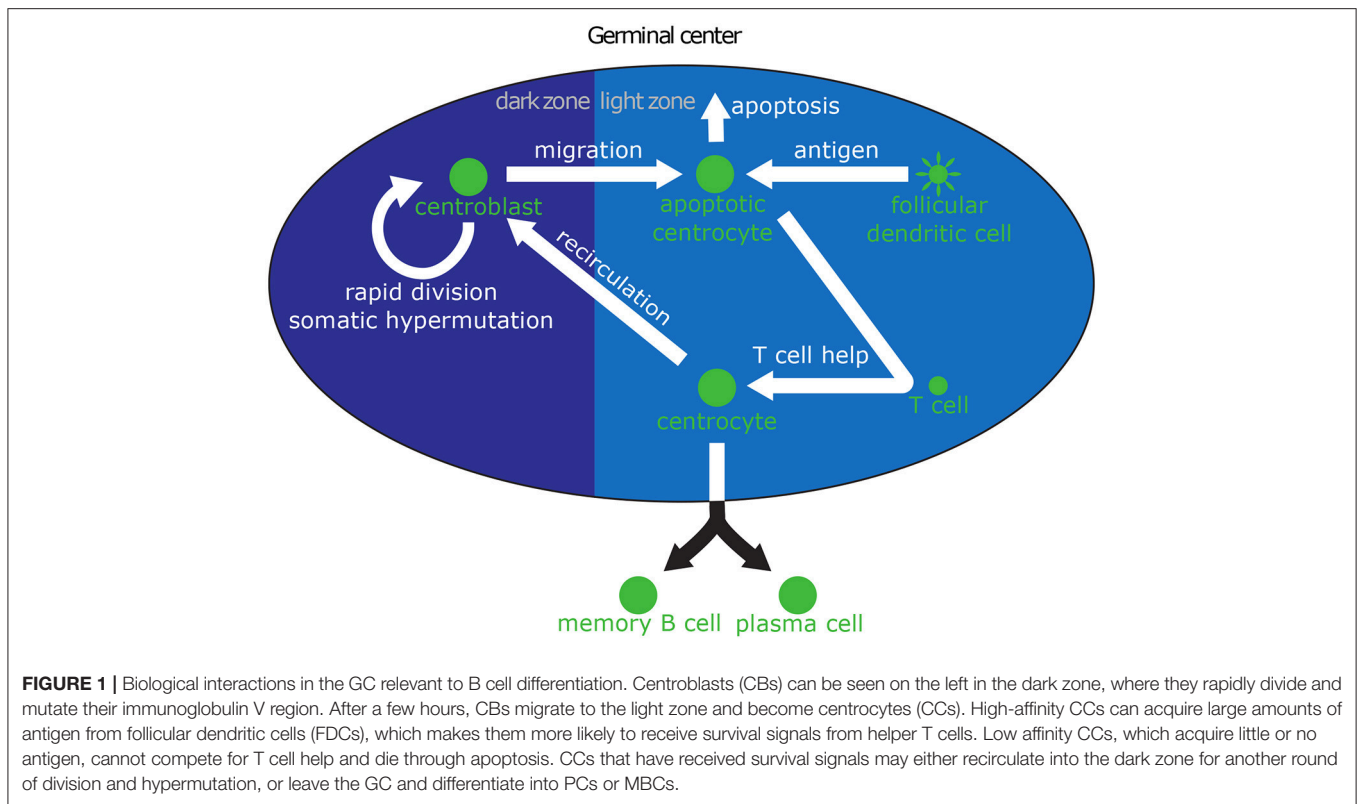 Germinal center
dark zone light zone
apoptosis
migration
antigen
centroblast
apoptotic
centrocyte
follicular
dendritic cell
recirculation
rapid division
somatic hypermutation
T cell help
T cell
centrocyte
memory B cell
plasma cell
FIGURE 1 | Biological interactions in the GC relevant to B cell differentiation. Centroblasts (CBs) can be seen on the left in the dark zone, where they rapidly divide and
mutate their immunoglobulin V region. After a few hours, CBs migrate to the light zone and become centrocytes (CCs). High-affinity CCs can acquire large amounts of
antigen from follicular dendritic cells (FDCs), which makes them more likely to receive survival signals from helper T cells. Low affinity CCs, which acquire little or no
antigen, cannot compete for T cell help and die through apoptosis. CCs that have received survival signals may either recirculate into the dark zone for another round
of division and hypermutation, or leave the GC and differentiate into PCs or MBCs.